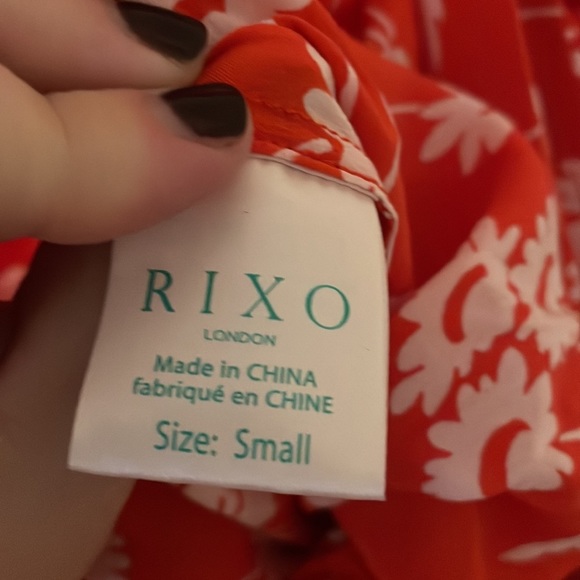 RIXO
LONDON
Made in CHINA
fabriqué en CHINE
Size: Small